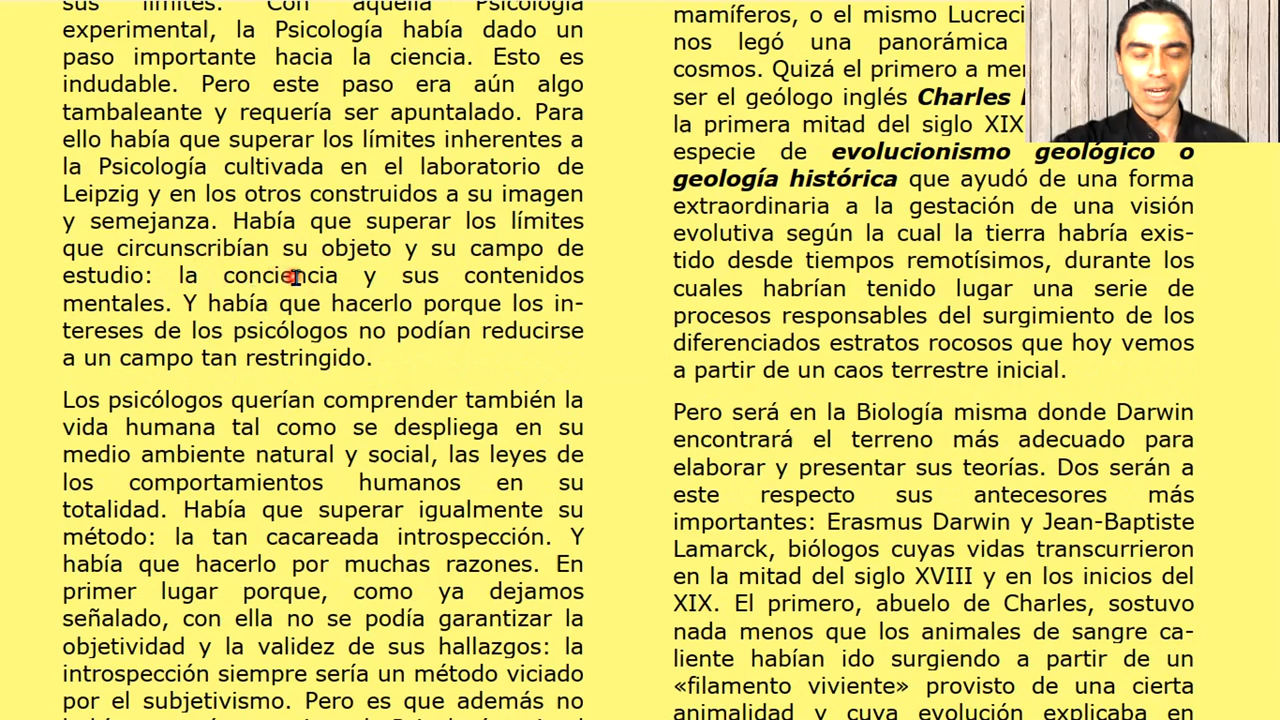 sus límites. Con aquella Psicología
experimental, la Psicología había dado un
paso importante hacia la ciencia. Esto es
indudable. Pero este paso era aún algo
tambaleante y requería ser apuntalado. Para
ello había que superar los límites inherentes a
la Psicología cultivada en el laboratorio de
Leipzig y en los otros construidos a su imagen
y semejanza. Había que superar los límites
que circunscribían su objeto y su campo de
estudio: la conciencia y sus contenidos
mentales. Y había que hacerlo porque los in-
tereses de los psicólogos no podían reducirse
a un campo tan restringido.
Los psicólogos querían comprender también la
vida humana tal como se despliega en su
medio ambiente natural y social, las leyes de
los comportamientos humanos en su
totalidad. Había que superar igualmente su
método: la tan cacareada introspección. Y
había que hacerlo por muchas razones. En
primer lugar porque, como ya dejamos
señalado, con ella no se podía garantizar la
objetividad y la validez de sus hallazgos: la
introspección siempre sería un método viciado
por el subjetivismo. Pero es que además no
mamíferos, o el mismo
nos legó una panorámica
cosmos. Quizá el primero a
ser el geólogo inglés Charles
la primera mitad del siglo XIX
especie de evolucionismo geológico o
geología histórica que ayudó de una forma
extraordinaria a la gestación de una visión
evolutiva según la cual la tierra habría exis-
tido desde tiempos remotísimos, durante los
cuales habrían tenido lugar una serie de
procesos responsables del surgimiento de los
diferenciados estratos rocosos que hoy vemos
a partir de un caos terrestre inicial.
Pero será en la Biología misma donde Darwin
encontrará el terreno más adecuado para
elaborar y presentar sus teorías. Dos serán a
este respecto sus antecesores más
importantes: Erasmus Darwin y Jean-Baptiste
Lamarck, biólogos cuyas vidas transcurrieron
en la mitad del siglo XVIII y en los inicios del
XIX. El primero, abuelo de Charles, sostuvo
nada menos que los animales de sangre ca-
liente habían ido surgiendo a partir de un
«filamento viviente» provisto de una cierta
animalidad y cuya evolución explicaba en